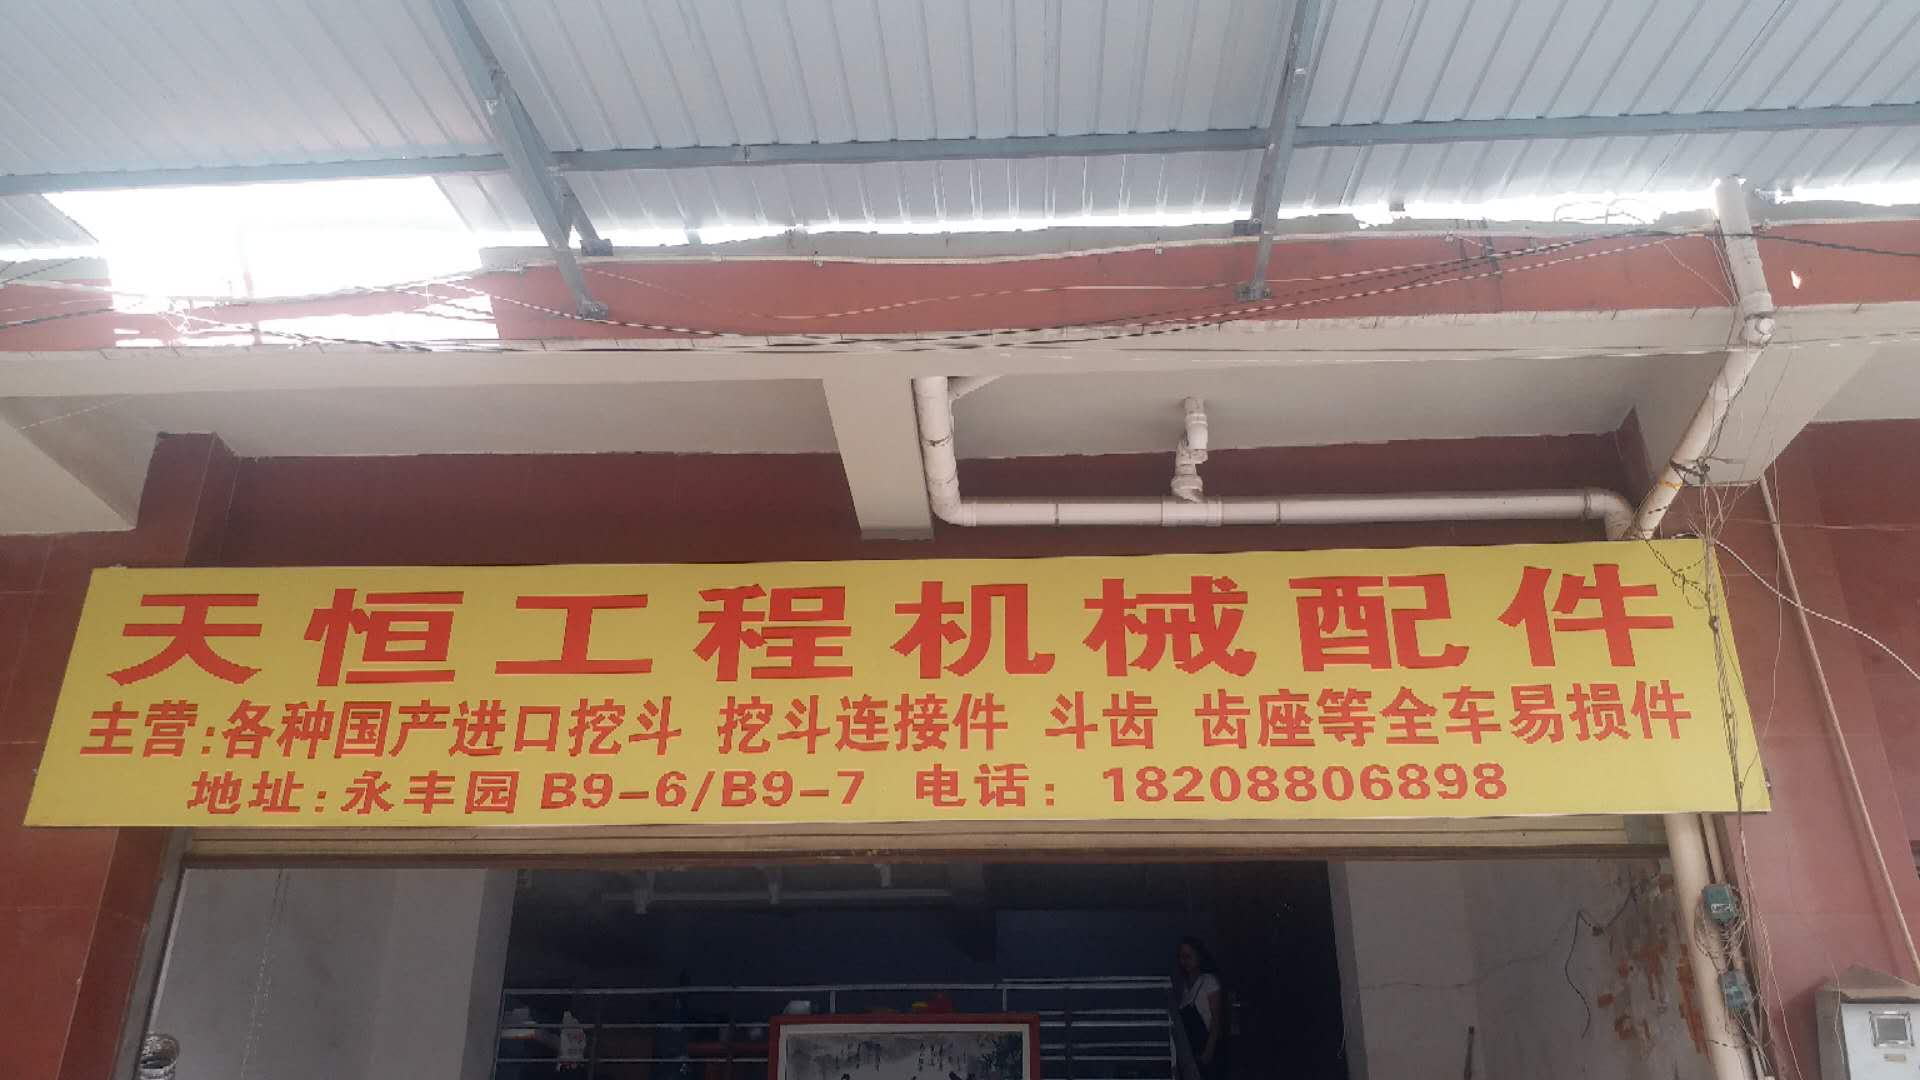 天恒工程机械配件
主营:各种国产进口挖斗 挖斗连接件 斗齿 齿座等全车易损件
地址:永丰园B9-6/B9-7 电话: 18208806898